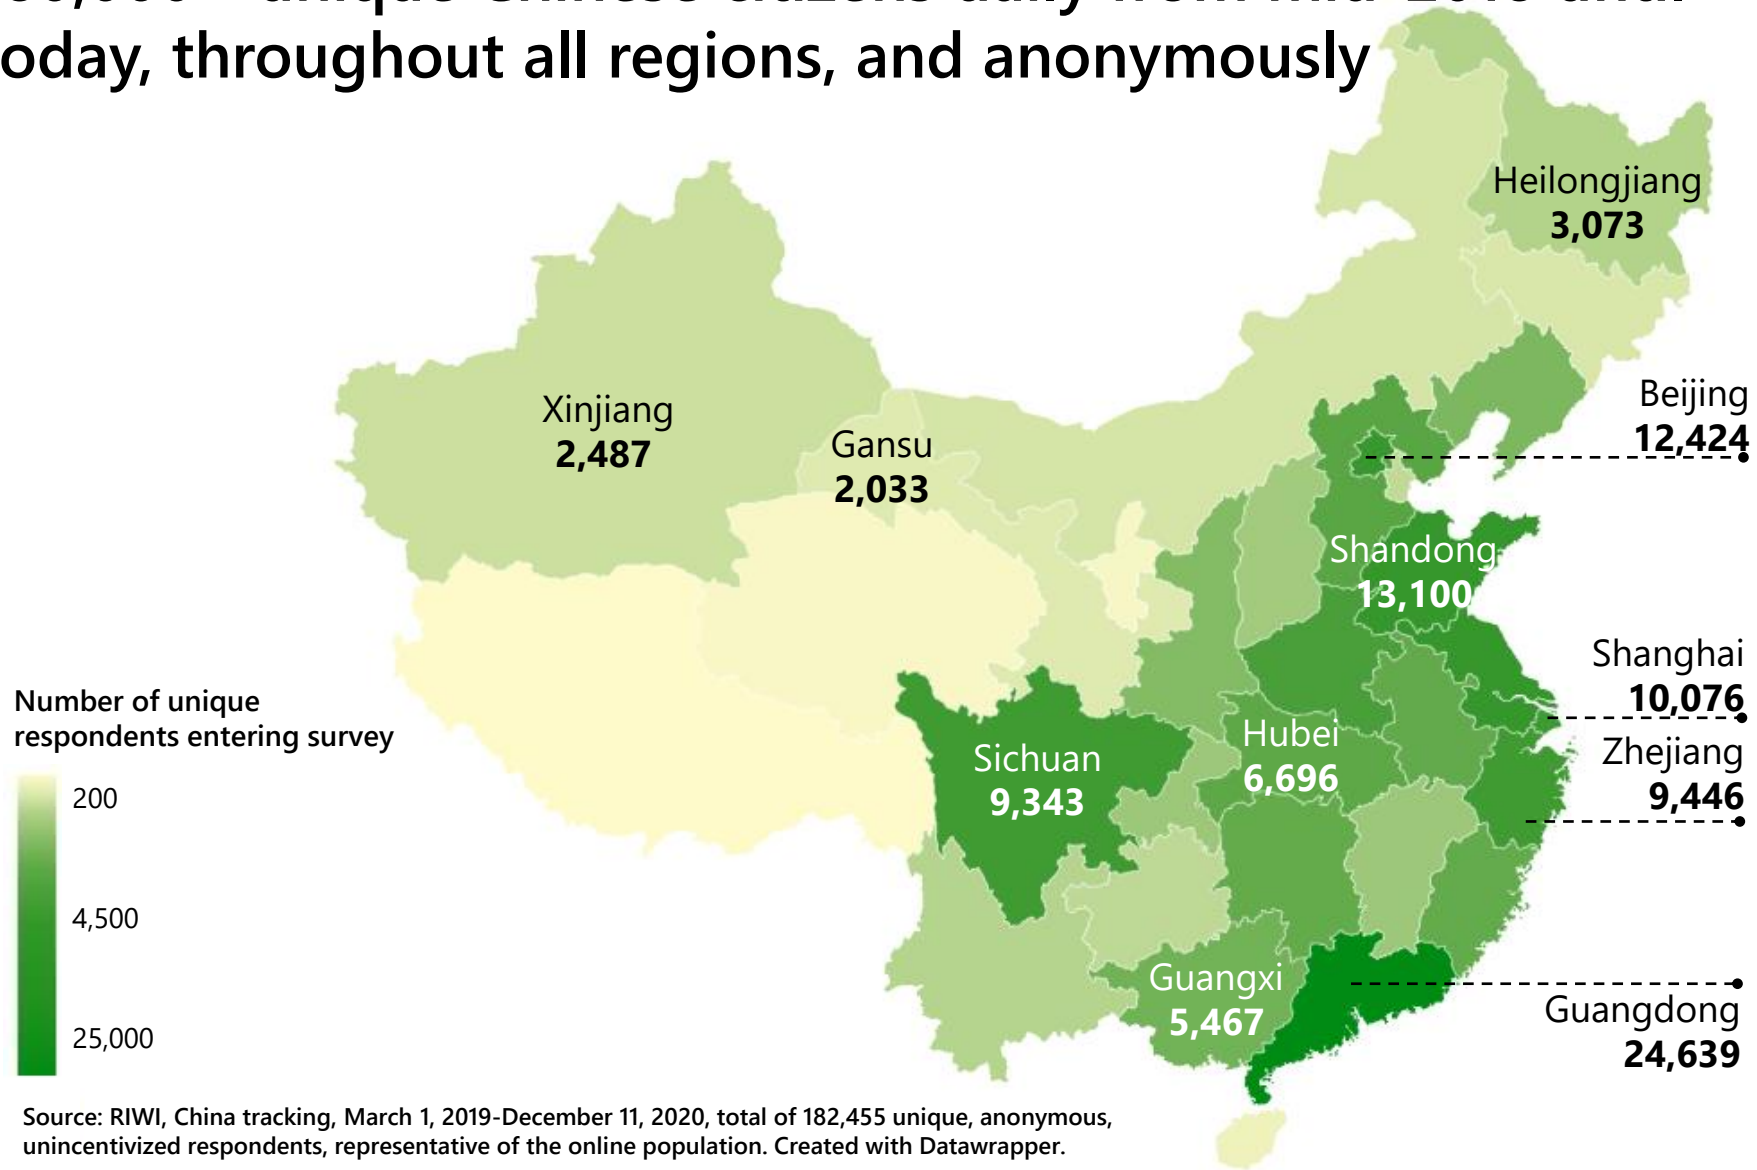 oday, throughout all regions, and anonymously
Heilongjiang
3,073
Beijing
12,424
Xinjiang
2,487
Gansu
2,033
Shandong
13,100
Shanghai
10,076
Zhejiang
9,446
Hubei
6,696
Sichuan
9,343
Guangxi
5,467
Guangdong
24,639
Number of unique
respondents entering survey
200
4,500
25,000
Source: RIWI, China tracking, March 1, 2019-December 11, 2020, total of 182,455 unique, anonymous,
unincentivized respondents, representative of the online population. Created with Datawrapper.